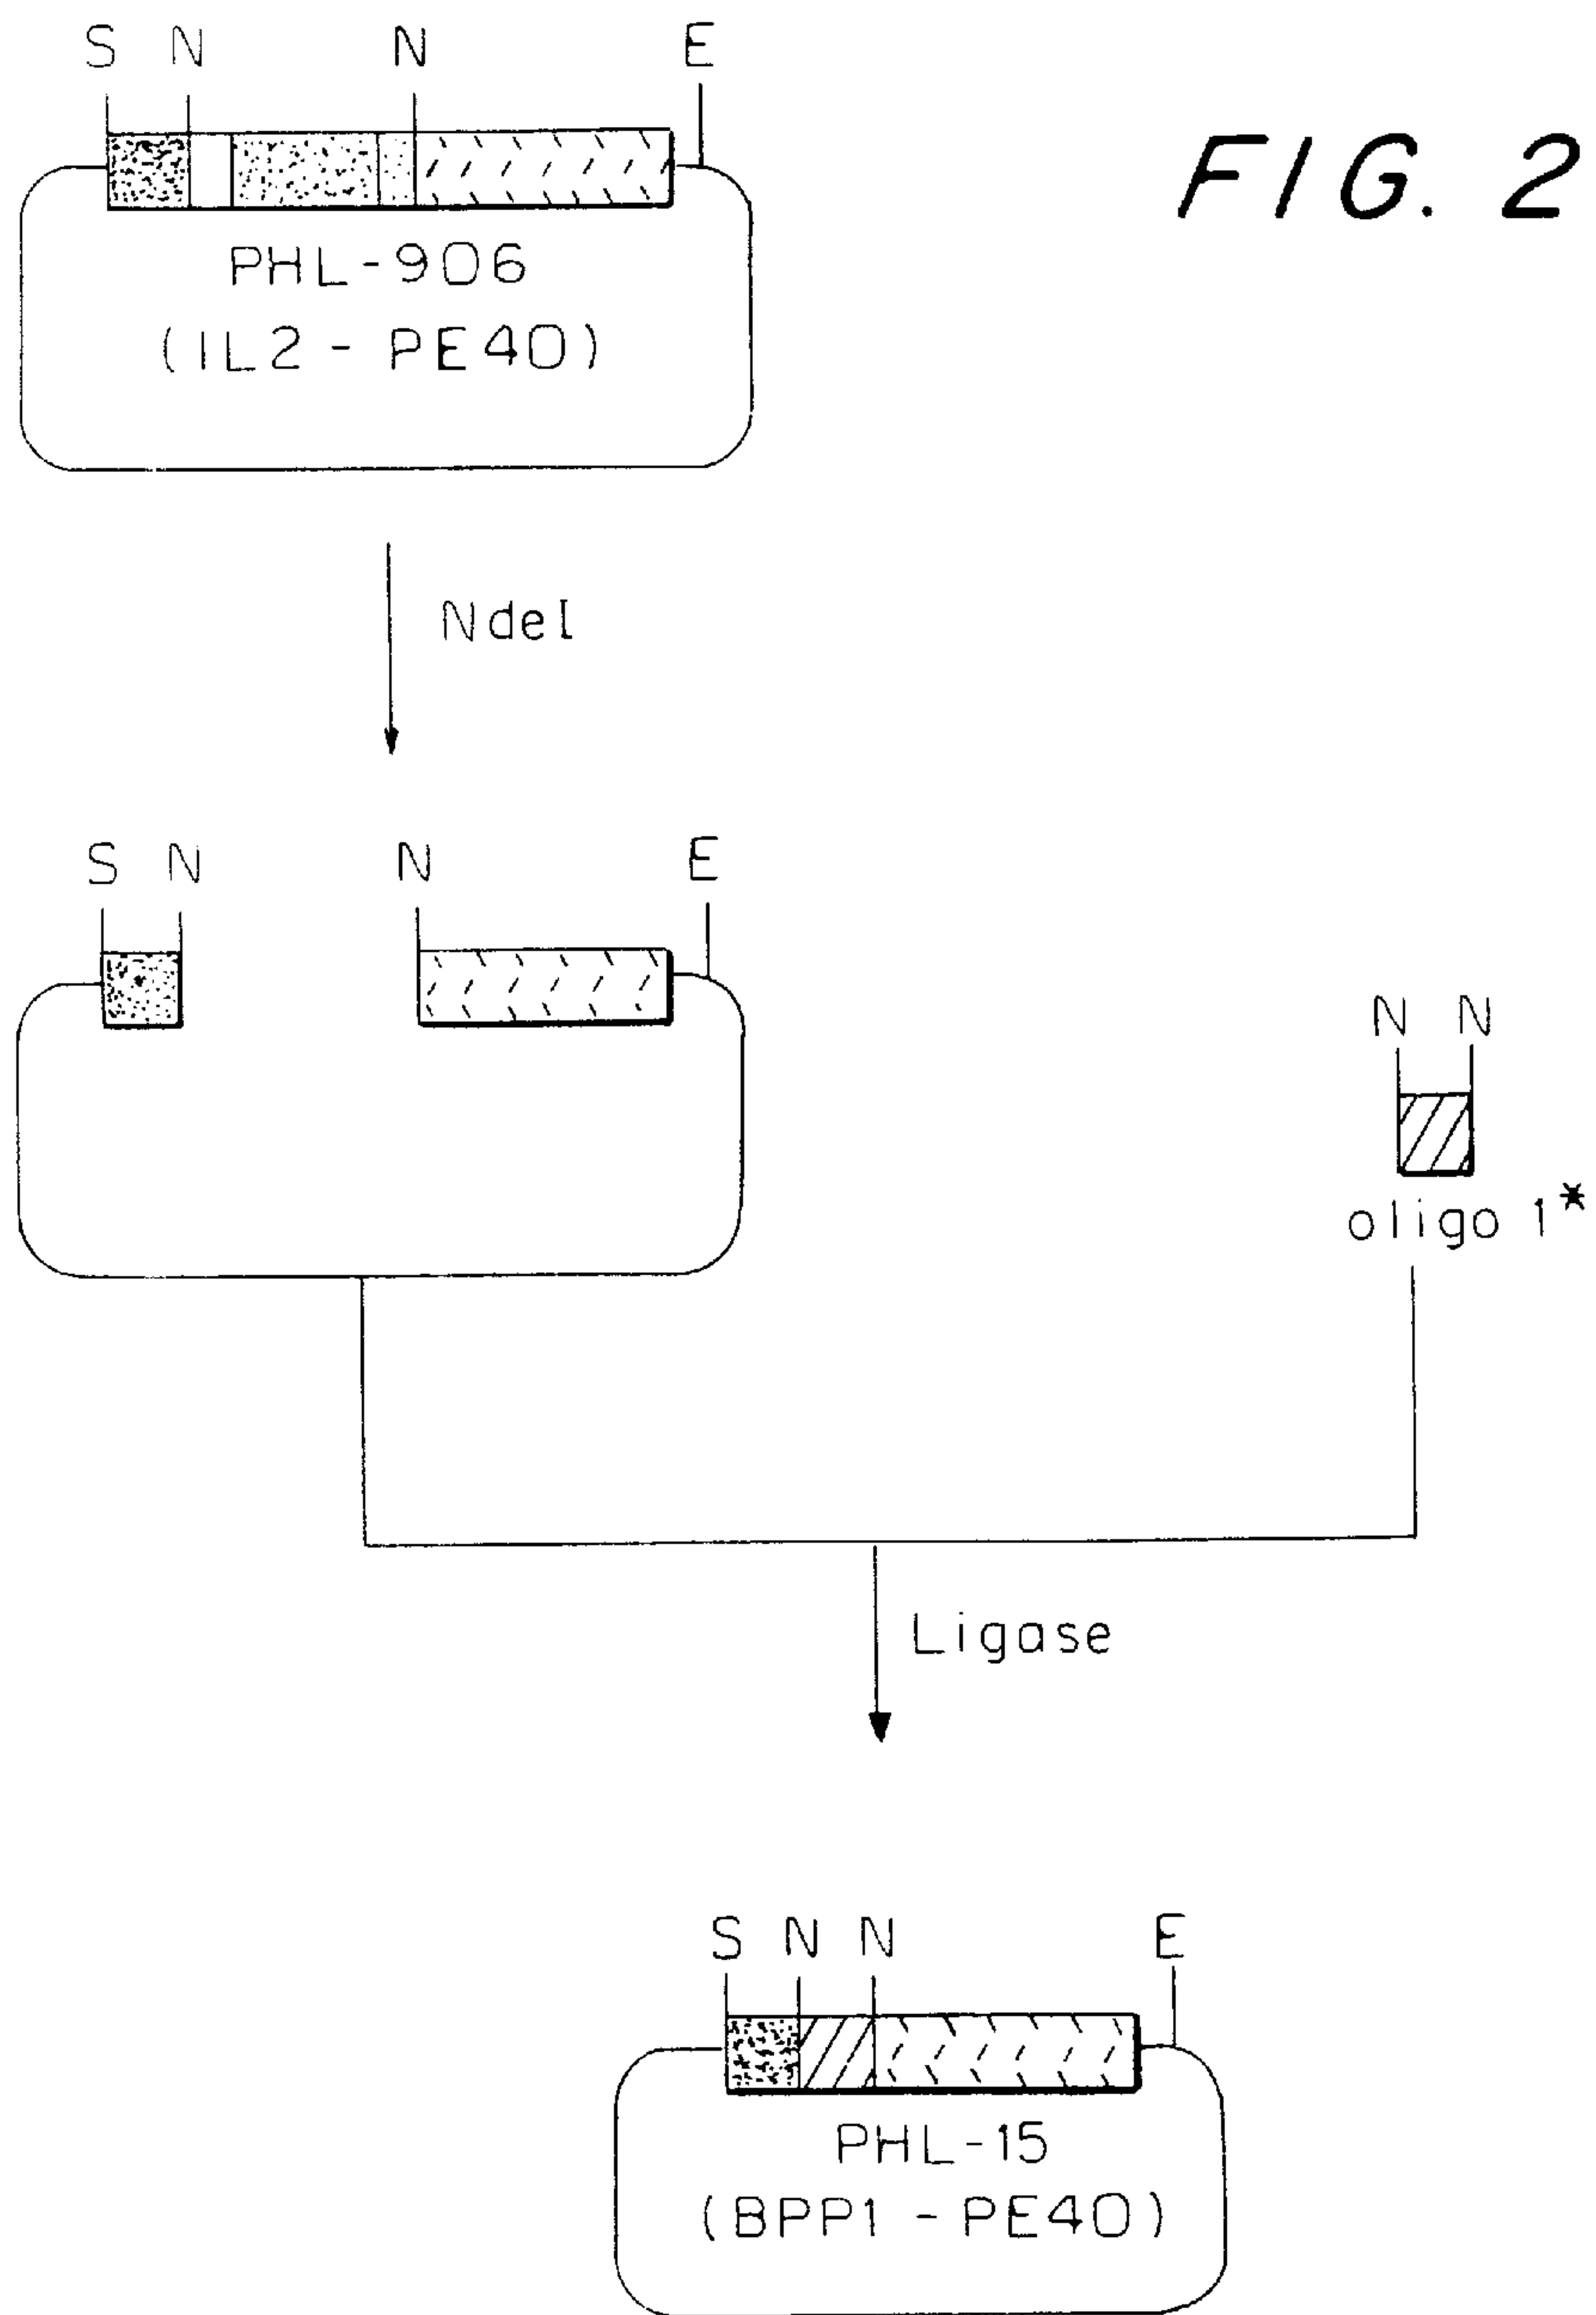 FIG. 2
S N N E
PHL-906
(IL2 - PE40)
NdeI
S N N E
N N
oligo 1*
Ligase
S N N E
PHL-15
(BPP1 - PE40)